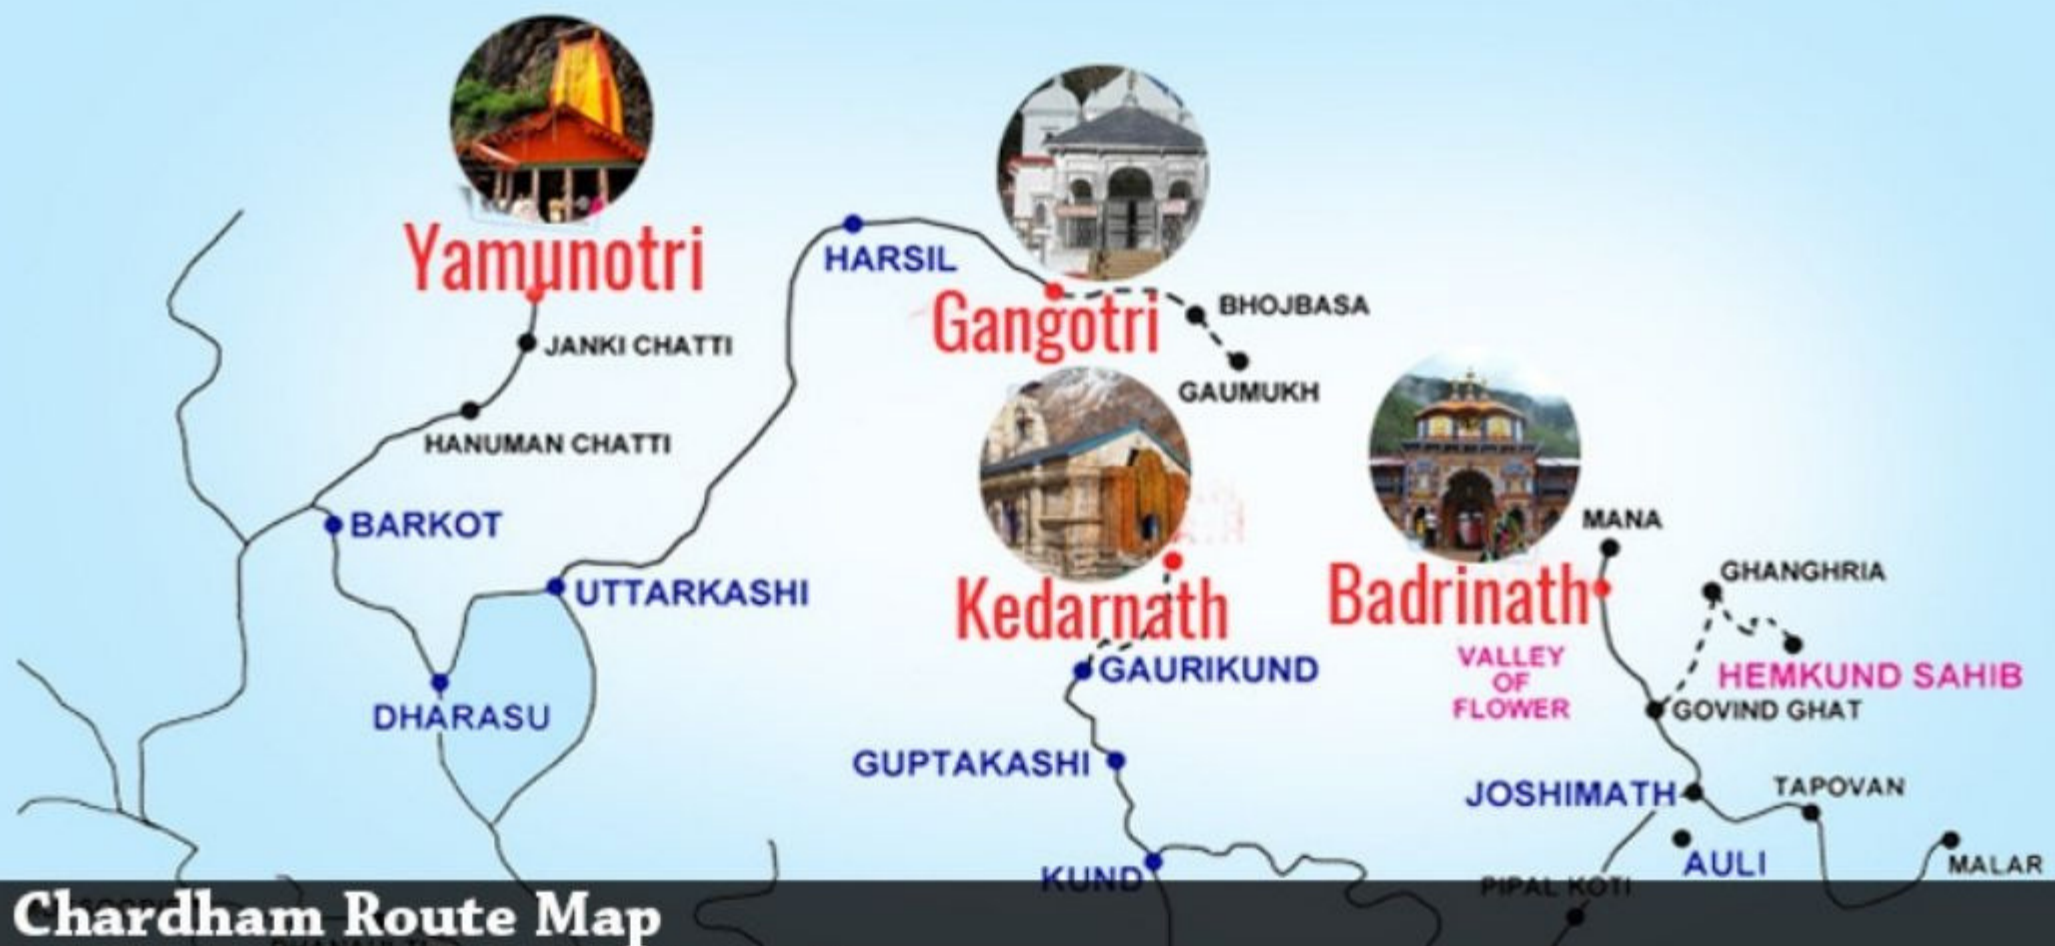 Yamunotri
HARSIL
Gangotri
BHOJBASA
JANKI CHATTI
GAUMUKH
HANUMAN CHATTI
BARKOT
MANA
GHANGHRIA
UTTARKASHI
Kedarnath
Badrinath
VALLEY
OF
FLOWER
GAURIKUND
HEMKUND SAHIB
GOVIND GHAT
DHARASU
GUPTAKASHI
JOSHIMATH
TAPOVAN
AULI
MALAR
KUND
PIPAL KOTI
Chardham Route Map